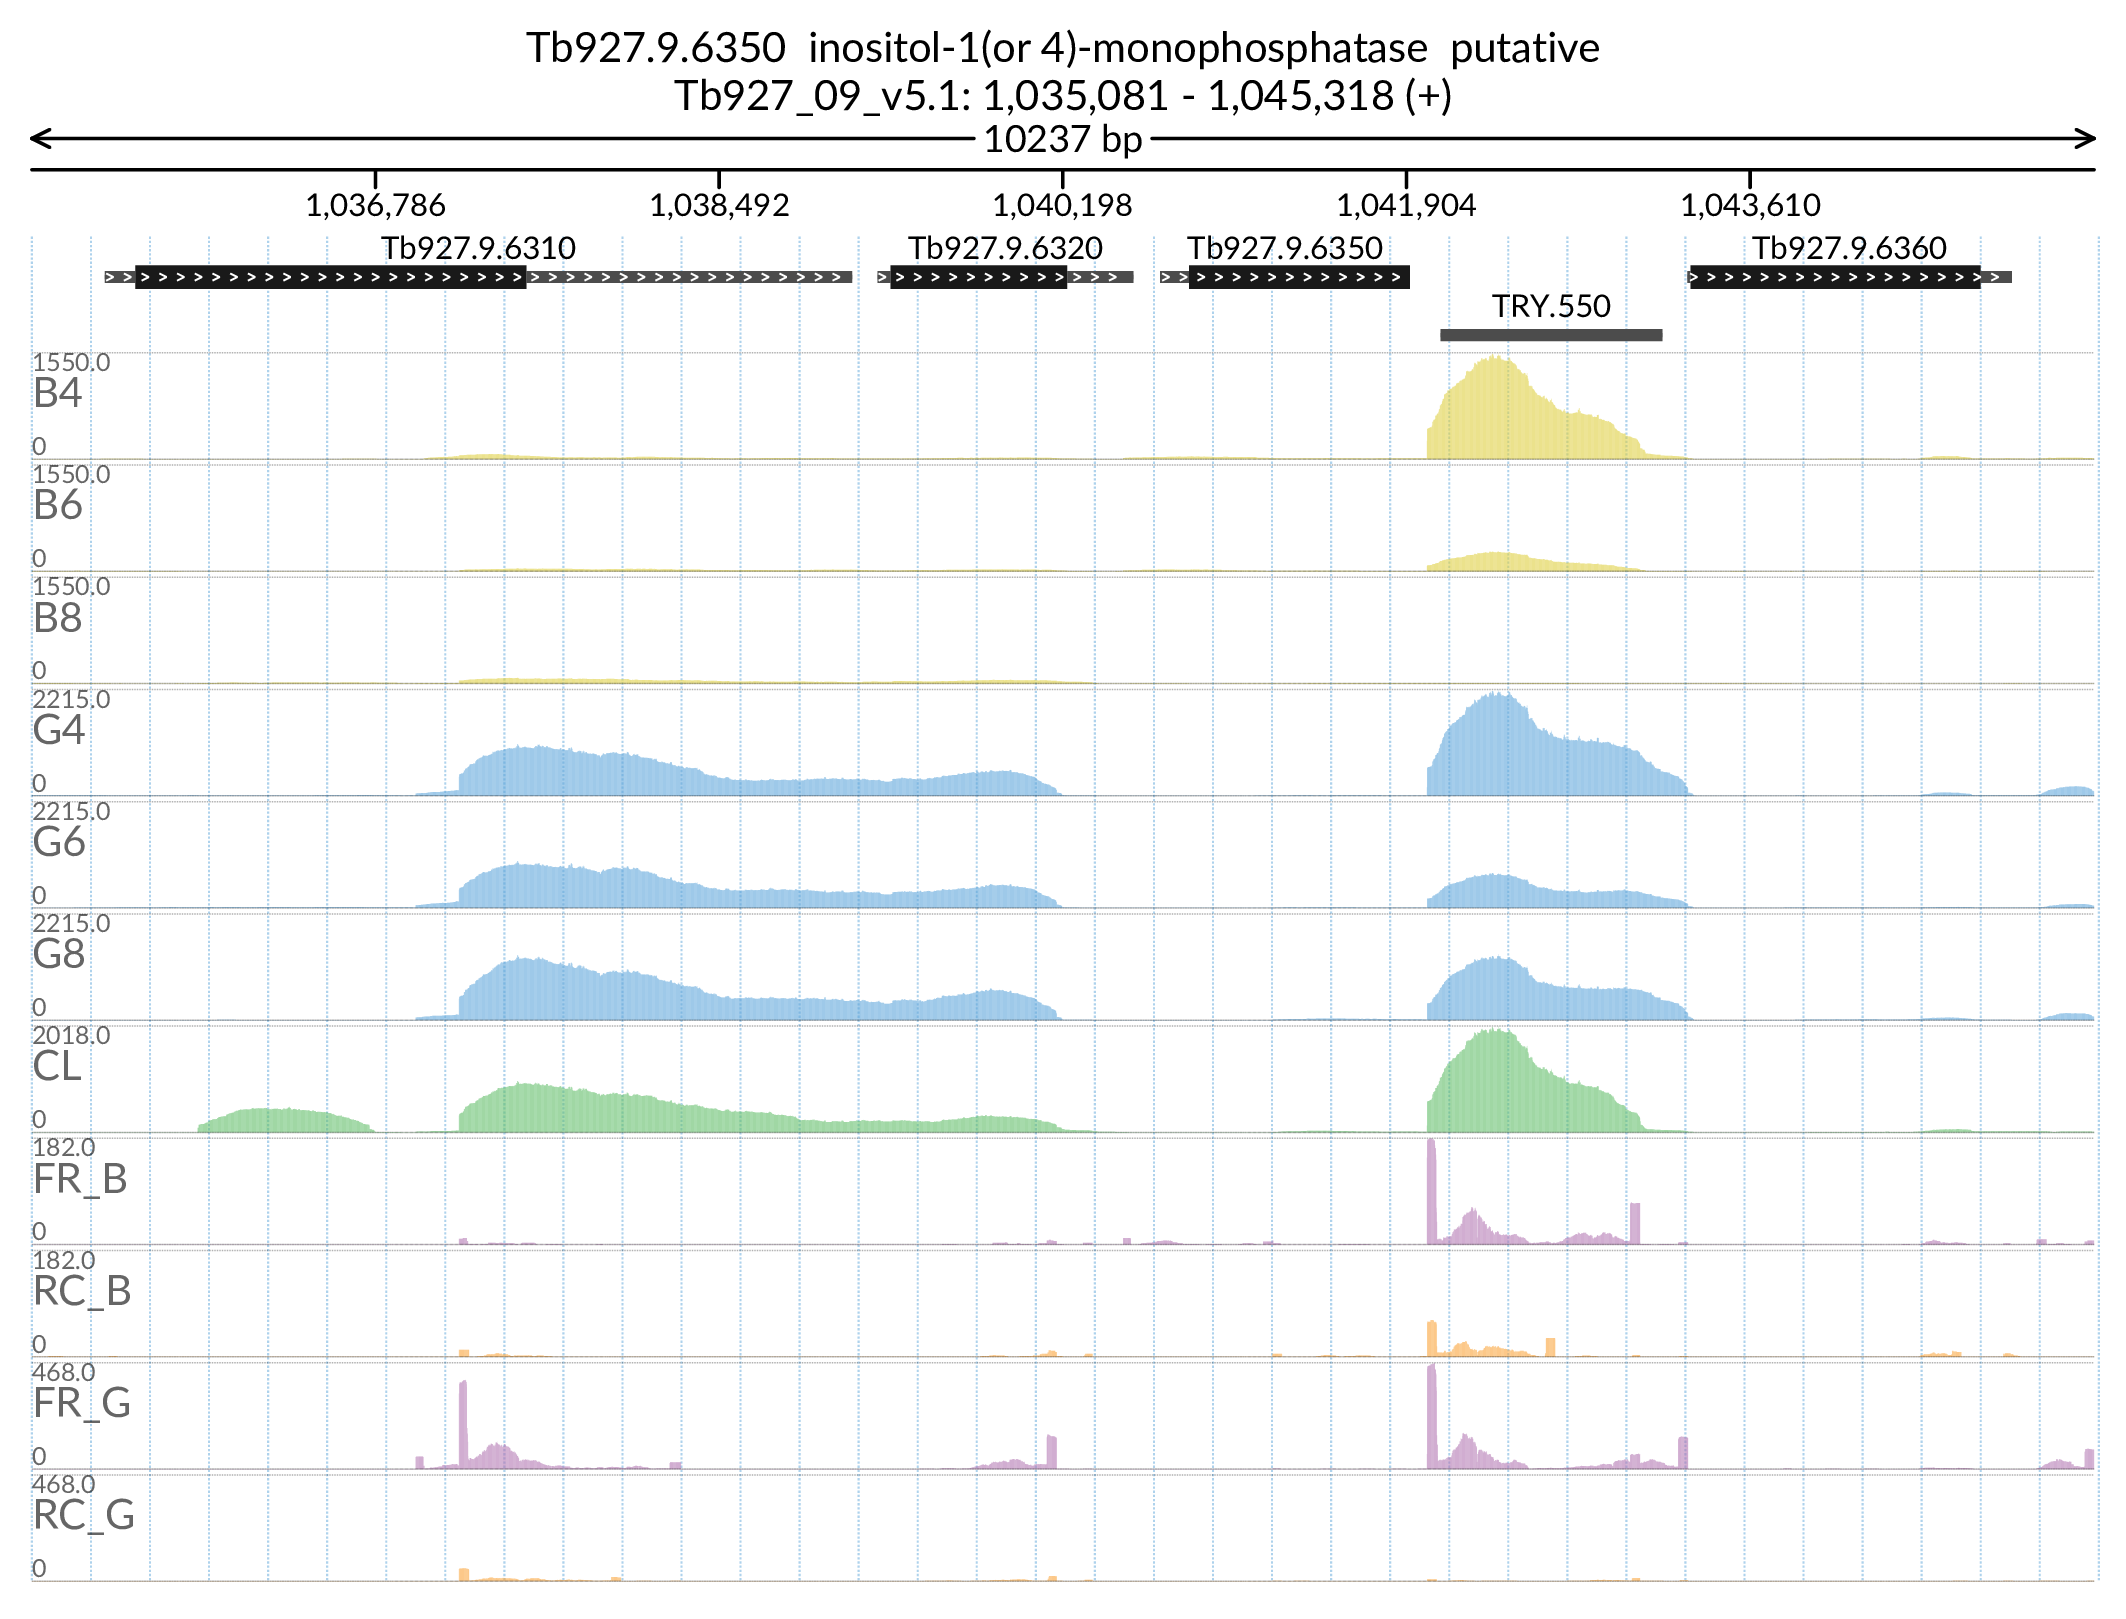 Tb927.9.6350 inositol-1(or 4)-monophosphatase putative
Tb927_09_v5.1: 1,035,081 - 1,045,318 (+)
10237 bp
1,036,786 1,038,492 1,040,198 1,041,904 1,043,610
Tb927.9.6310 Tb927.9.6320 Tb927.9.6350 Tb927.9.6360
TRY.550
1550.0
B4
0
1550.0
B6
0
1550.0
B8
0
2215.0
G4
0
2215.0
G6
0
2215.0
G8
0
2018.0
CL
0
182.0
FR_B
0
182.0
RC_B
0
468.0
FR_G
0
468.0
RC_G
0